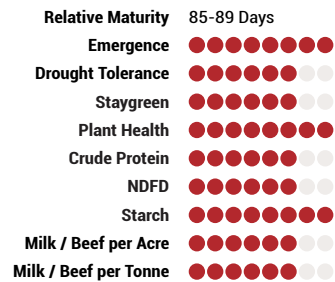 Relative Maturity 85-89 Days
Emergence
Drought Tolerance
Staygreen
Plant Health
Crude Protein
NDFD
Starch
Milk / Beef per Acre
Milk / Beef per Tonne